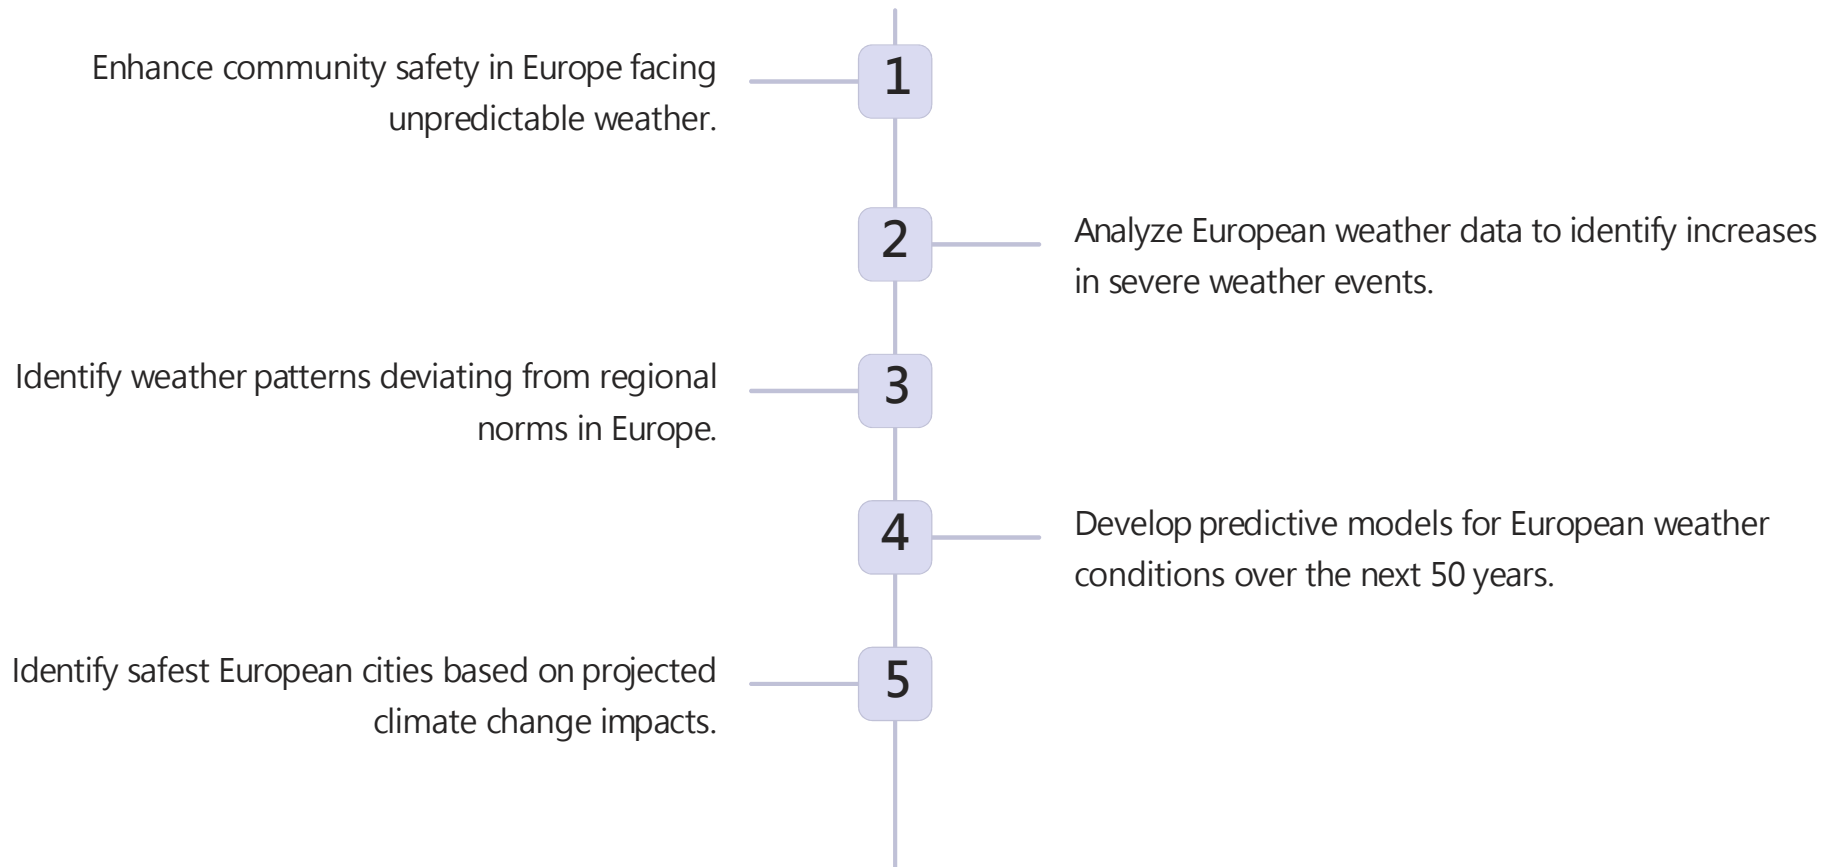 Enhance community safety in Europe facing
unpredictable weather.
1
2
Analyze European weather data to identify increases
in severe weather events.
Identify weather patterns deviating from regional
norms in Europe.
3
4
Develop predictive models for European weather
conditions over the next 50 years.
Identify safest European cities based on projected
climate change impacts.
5